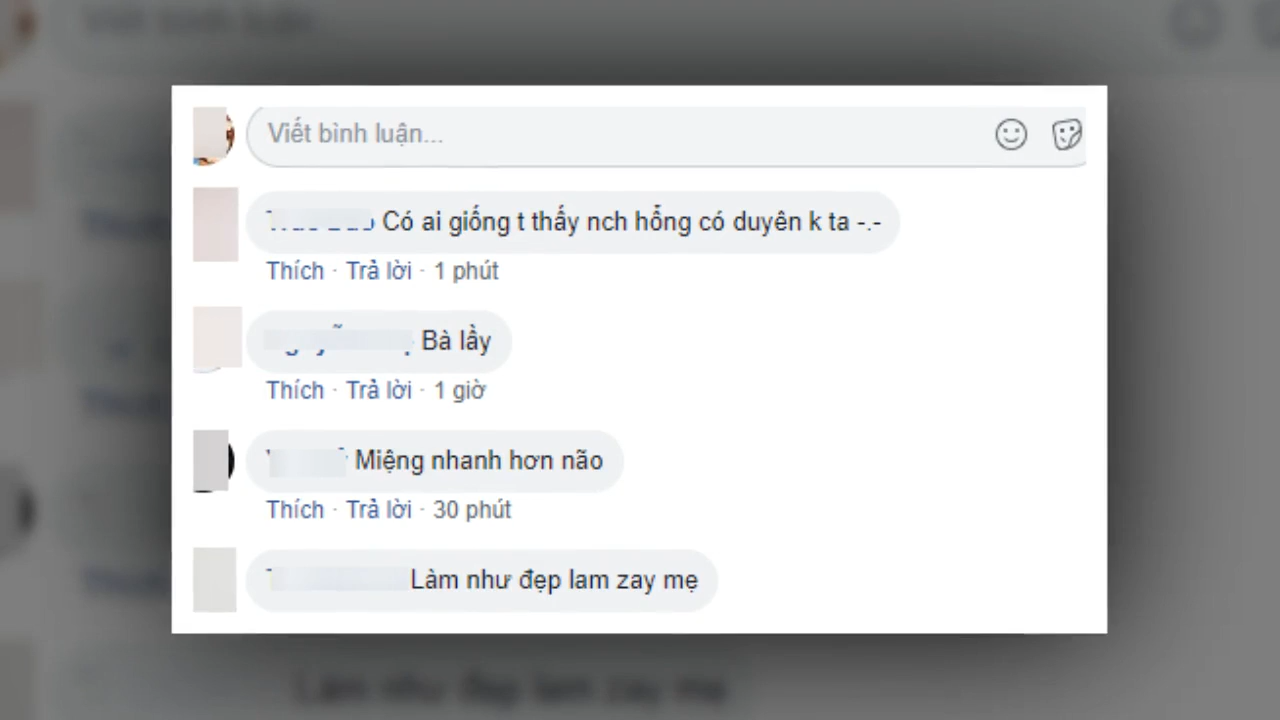 Viết bình luận...
Có ai giống t thấy nch hổng có duyên k ta -.-
Thích · Trả lời · 1 phút
Bà lầy
Thích · Trả lời · 1 giờ
Miệng nhanh hơn não
Thích · Trả lời · 30 phút
Làm như đẹp lam zay mẹ